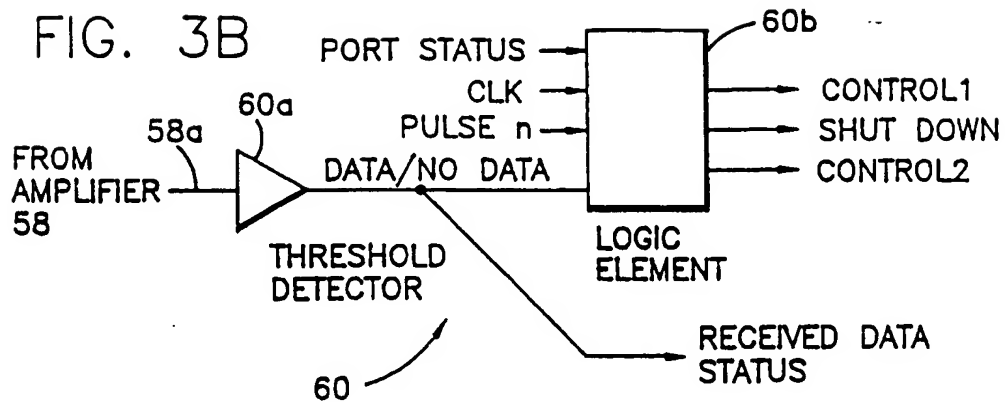 FIG. 3B
PORT STATUS
CLK
PULSE n
60b
CONTROL1
SHUT DOWN
CONTROL2
60a
58a
FROM
AMPLIFIER
58
DATA/NO DATA
THRESHOLD
DETECTOR
LOGIC
ELEMENT
60
RECEIVED DATA
STATUS